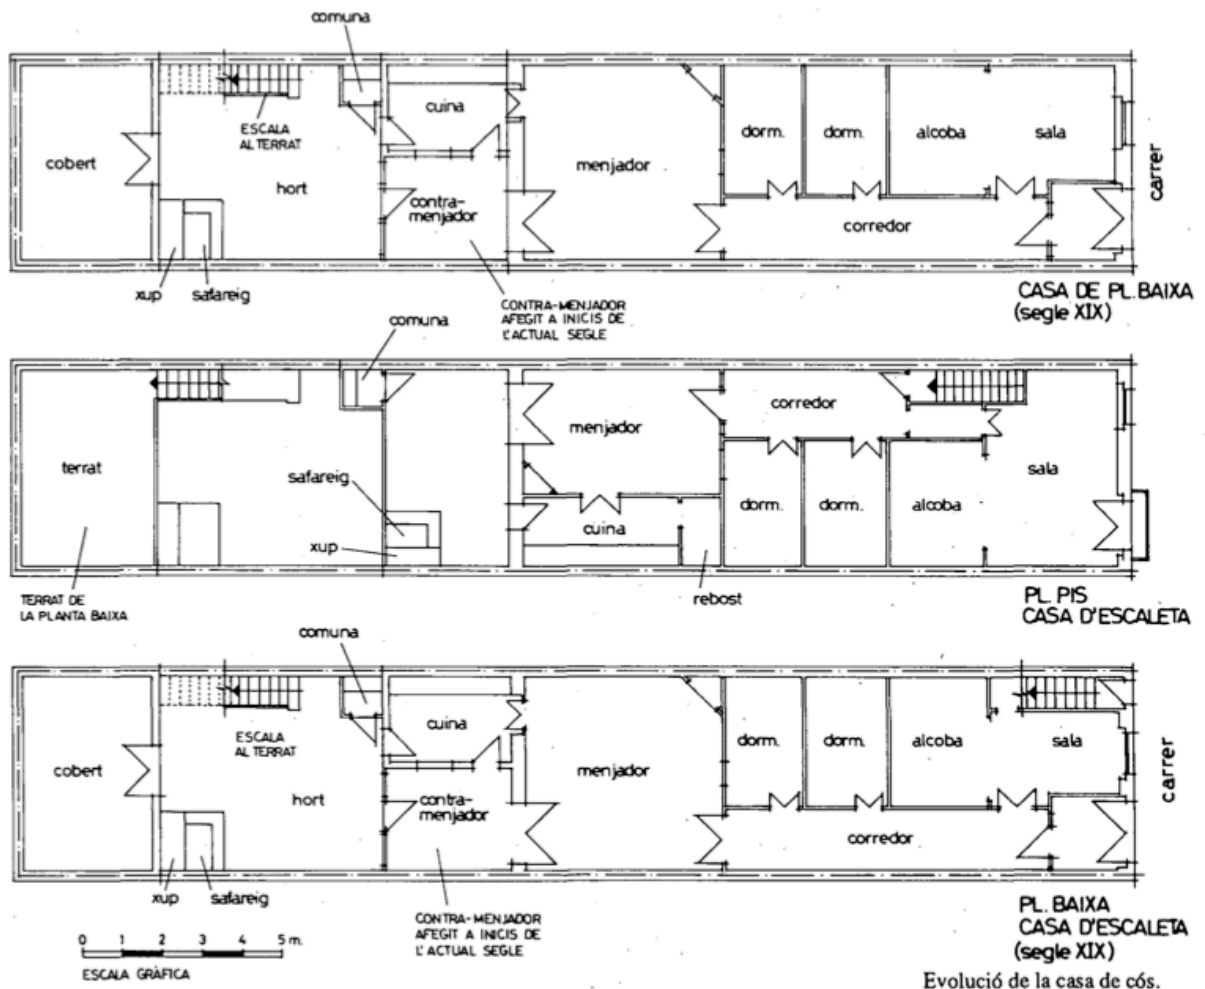 comuna
cuina
ESCALA
AL TERRAT
dorm.
dorm.
alcoba
sala
cobert
menjador
carrer
hort
contra-
menjador
corredor
xup
safareig
CONTRA-MENJADOR
AFEGIT A INICIS DE
L'ACTUAL SEGLE
CASA DE PL. BAIXA
(segle XIX)
comuna
corredor
menjador
terrat
safareig
sala
dorm.
dorm.
alcoba
cuina
xup
rebost
TERRAT DE
LA PLANTA BAIXA
PL. PIS
CASA D'ESCALETA
comuna
cuina
ESCALA
AL TERRAT
dorm.
dorm.
alcoba
sala
cobert
menjador
carrer
hort
contra-
menjador
corredor
xup
safareig
CONTRA-MENJADOR
AFEGIT A INICIS DE
L'ACTUAL SEGLE
PL. BAIXA
CASA D'ESCALETA
(segle XIX)
0 1 2 3 4 5 m.
ESCALA GRÀFICA
Evolució de la casa de cós.